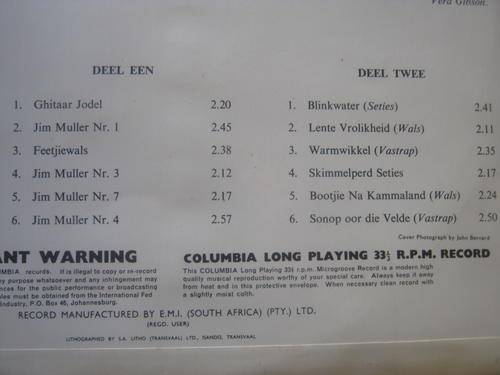 Vera Gibson.
DEEL EEN
1. Ghitaar Jodel 2.20
2. Jim Muller Nr. 1 2.45
3. Feetjiewals 2.38
4. Jim Muller Nr. 3 2.12
5. Jim Muller Nr. 7 2.17
6. Jim Muller Nr. 4 2.57
DEEL TWEE
1. Blinkwater (Seties) 2.41
2. Lente Vrolikheid (Wals) 2.11
3. Warmwikkel (Vastrap) 2.35
4. Skimmelperd Seties 2.17
5. Bootjie Na Kammaland (Wals) 2.24
6. Sonop oor die Velde (Vastrap) 2.50
Cover Photograph by John Bernard
ANT WARNING
UMBIA records. If is illegal to copy or re-record
y purpose whatsoever and any infringement may
nces for the public performance or broadcasting
les must be obtained from the International Fed
Industry, P.O. Box 46, Johannesburg.
COLUMBIA LONG PLAYING 33⅓ R.P.M. RECORD
This COLUMBIA Long Playing 33⅓ r.p.m. Microgroove Record is a modern high
quality musical reproduction worthy of your special care. Always keep it away
from heat and in this protective envelope. When necessary clean record with
a slightly moist cloth.
RECORD MANUFACTURED BY E.M.I. (SOUTH AFRICA) (PTY.) LTD.
(REGD. USER)
LITHOGRAPHED BY S.A. LITHO (TRANSVAAL) LTD., ISANDO, TRANSVAAL